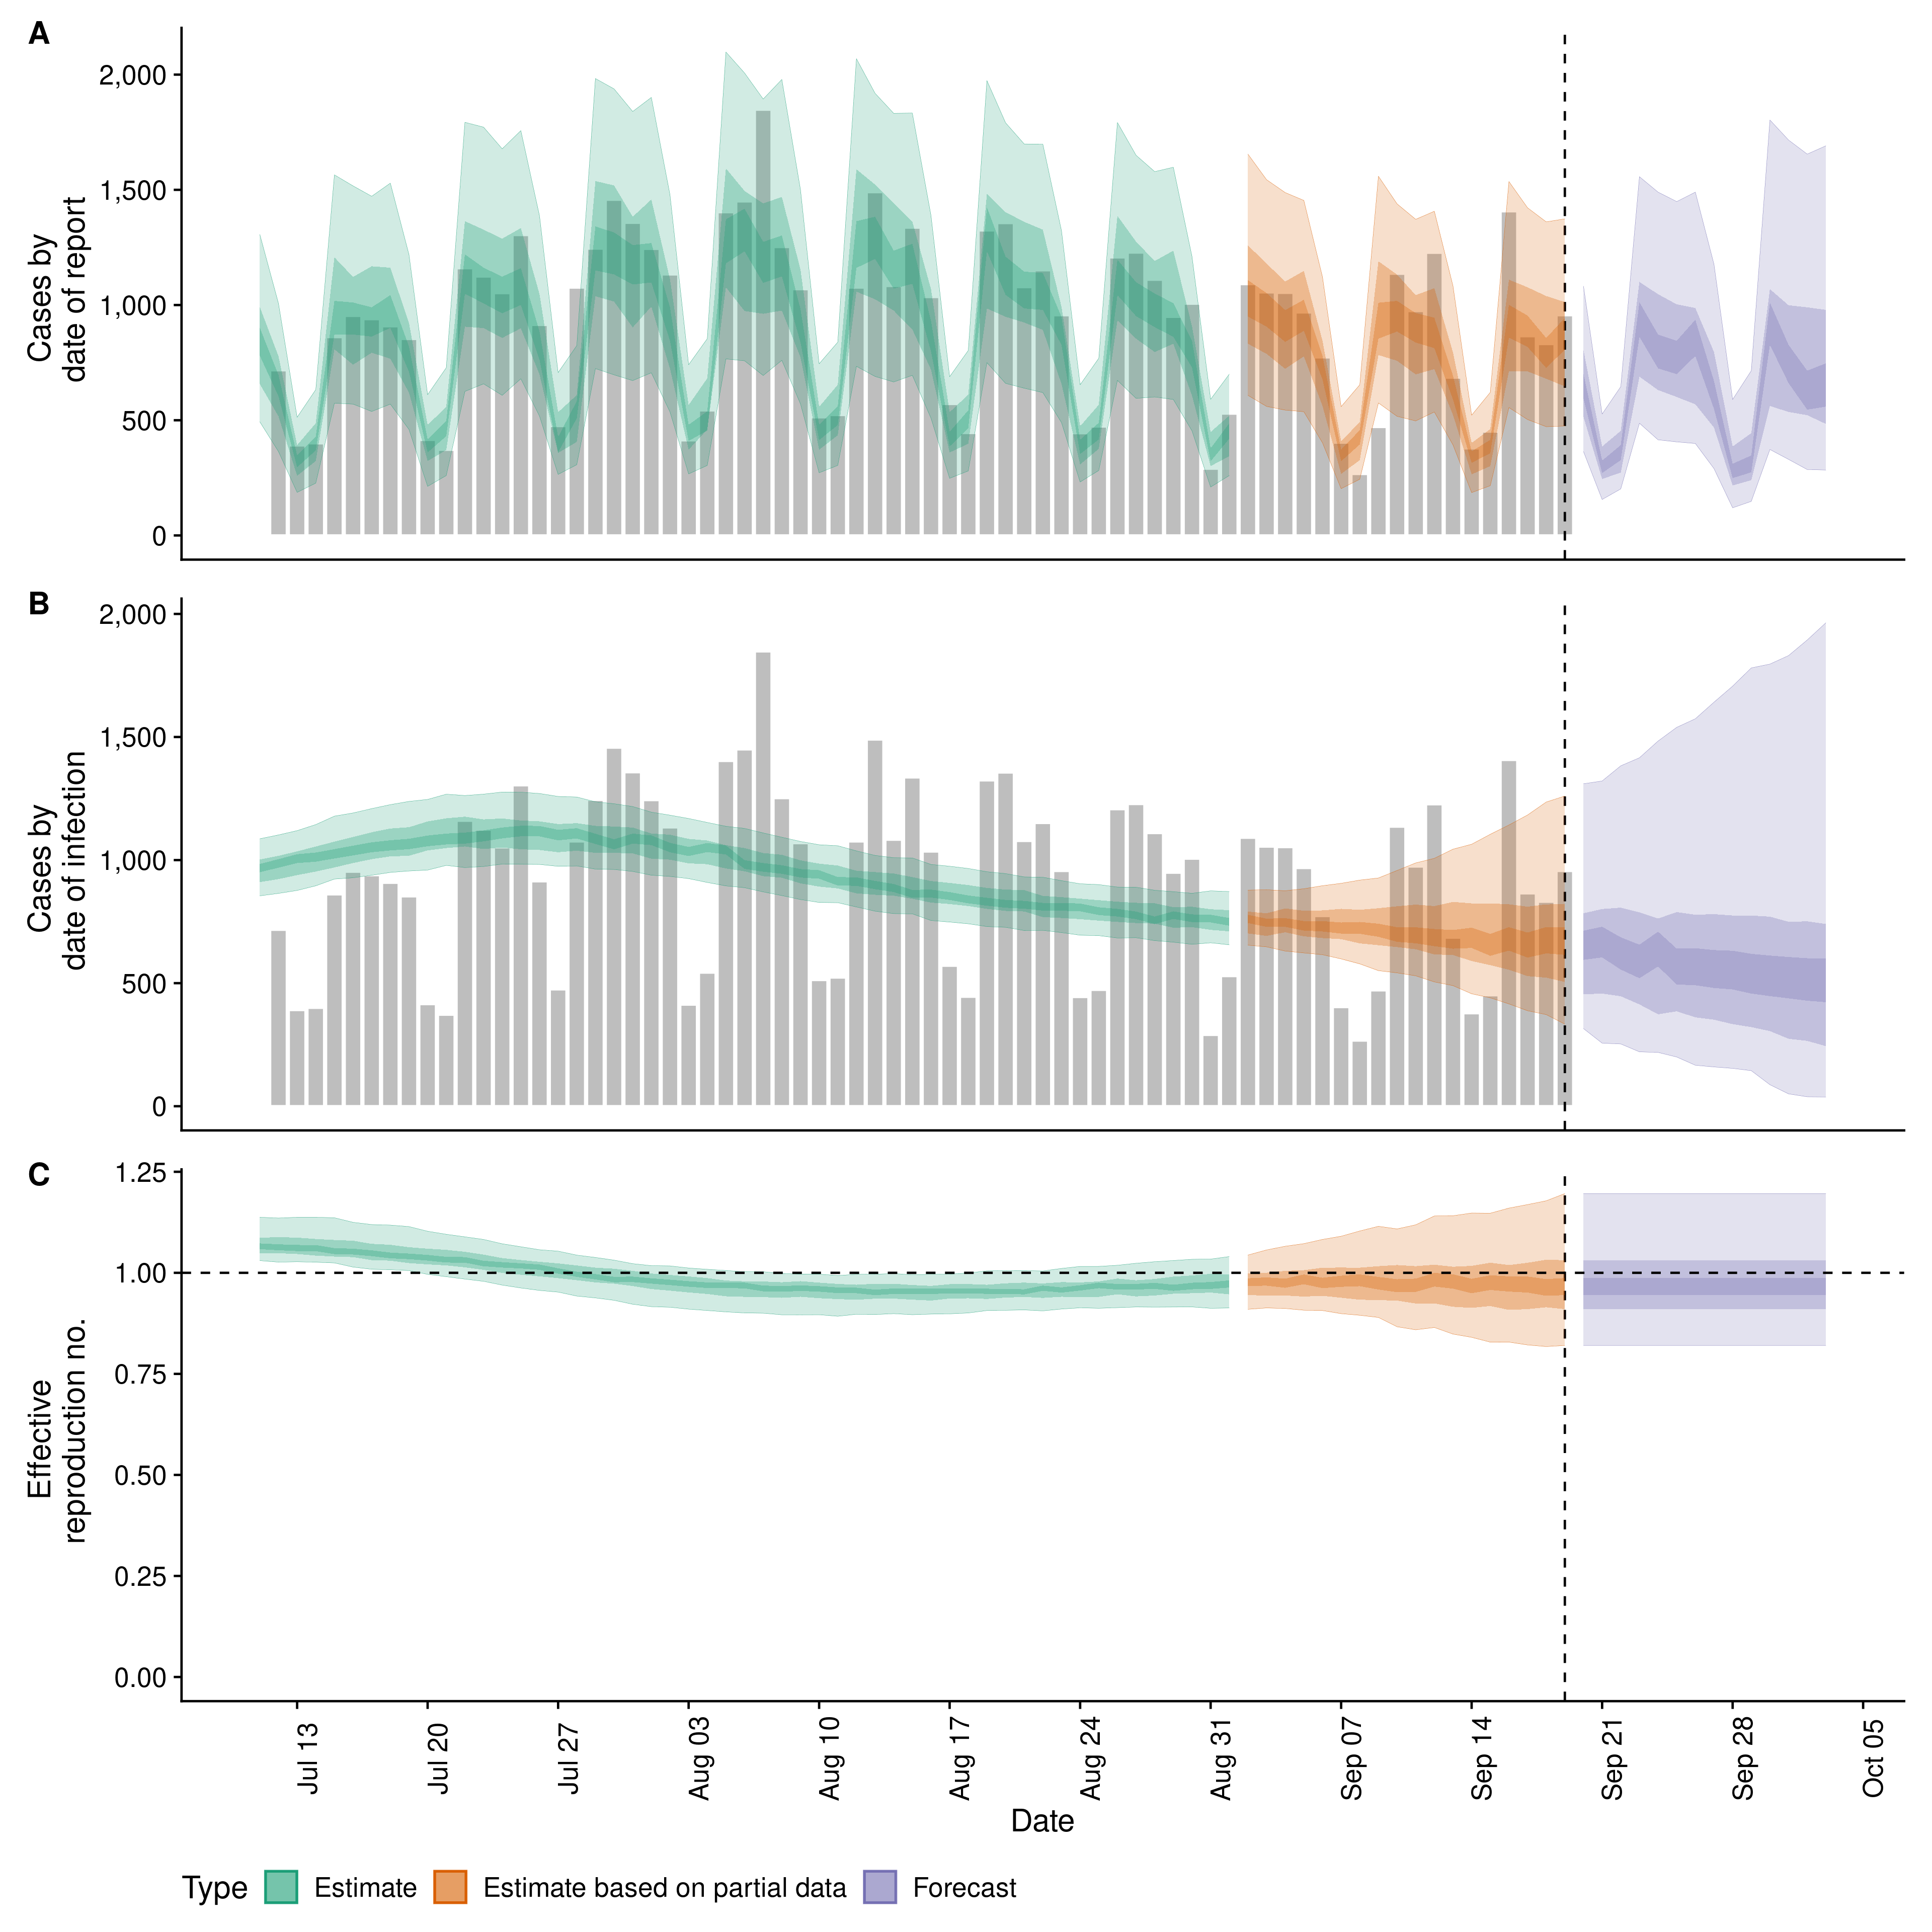 A
Cases by
date of report
2,000
1,500
1,000
500
0
B
Cases by
date of infection
2,000
1,500
1,000
500
0
C
Effective
reproduction no.
1.25
1.00
0.75
0.50
0.25
0.00
Jul 13
Jul 20
Jul 27
Aug 03
Aug 10
Aug 17
Aug 24
Aug 31
Sep 07
Sep 14
Sep 21
Sep 28
Oct 05
Date
Type Estimate Estimate based on partial data Forecast